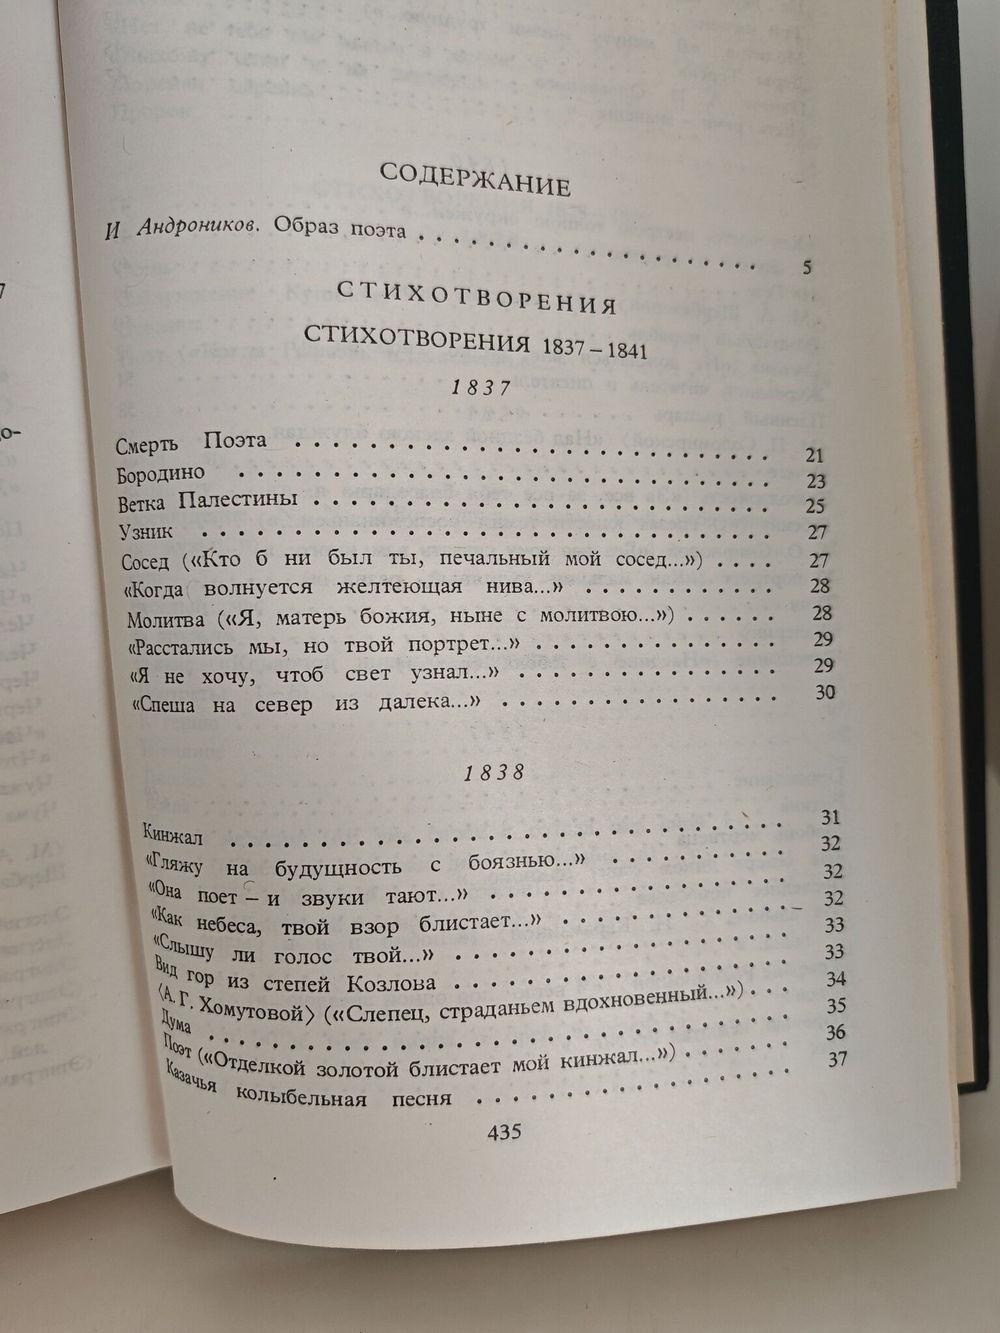 СОДЕРЖАНИЕ
И Андроников. Образ поэта . . . . . . . . . . . . . . . . . . . . 5
СТИХОТВОРЕНИЯ
СТИХОТВОРЕНИЯ 1837–1841
1837
Смерть Поэта . . . . . . . . . . . . . . . . . . . . . . . . . 21
Бородино . . . . . . . . . . . . . . . . . . . . . . . . . . . 23
Ветка Палестины . . . . . . . . . . . . . . . . . . . . . . . 25
Узник . . . . . . . . . . . . . . . . . . . . . . . . . . . . . 27
Сосед («Кто б ни был ты, печальный мой сосед...») . . . . 27
«Когда волнуется желтеющая нива...» . . . . . . . . . . . 28
Молитва («Я, матерь божия, ныне с молитвою...») . . . . . . 28
«Расстались мы, но твой портрет...» . . . . . . . . . . . . . 29
«Я не хочу, чтоб свет узнал...» . . . . . . . . . . . . . . 29
«Спеша на север из далека...» . . . . . . . . . . . . . . . 30
1838
Кинжал . . . . . . . . . . . . . . . . . . . . . . . . . . 31
«Гляжу на будущность с боязнью...» . . . . . . . . . . 32
«Она поет – и звуки тают...» . . . . . . . . . . . . . . 32
«Как небеса, твой взор блистает...» . . . . . . . . . . . 32
«Слышу ли голос твой...» . . . . . . . . . . . . . . . . 33
Вид гор из степей Козлова . . . . . . . . . . . . . . . . 33
⟨А. Г. Хомутовой⟩ («Слепец, страданьем вдохновенный...») . . . 34
Дума . . . . . . . . . . . . . . . . . . . . . . . . . . . . 35
Поэт («Отделкой золотой блистает мой кинжал...») . . . . . . 36
Казачья колыбельная песня . . . . . . . . . . . . . . . . 37
435